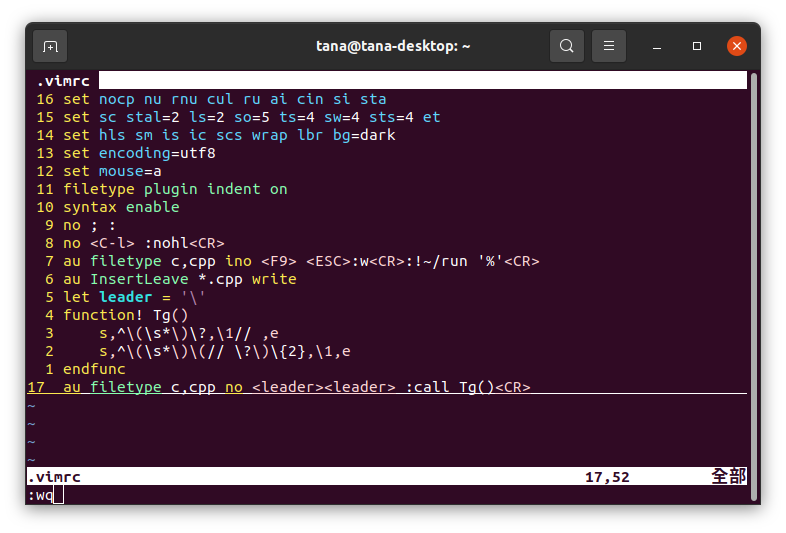 tana@tana-desktop: ~
.vimrc
16 set nocp nu rnu cul ru ai cin si sta
15 set sc stal=2 ls=2 so=5 ts=4 sw=4 sts=4 et
14 set hls sm is ic scs wrap lbr bg=dark
13 set encoding=utf8
12 set mouse=a
11 filetype plugin indent on
10 syntax enable
9 no ; :
8 no <C-l> :nohl<CR>
7 au filetype c,cpp ino <F9> <ESC>:w<CR>:!~/run '%'<CR>
6 au InsertLeave *.cpp write
5 let leader = '\'
4 function! Tg()
3     s,^\(\s*\)\?,\1// ,e
2     s,^\(\s*\)\(// \?\)\{2},\1,e
1 endfunc
17  au filetype c,cpp no <leader><leader> :call Tg()<CR>
~
~
~
~
.vimrc 17,52 全部
:wq